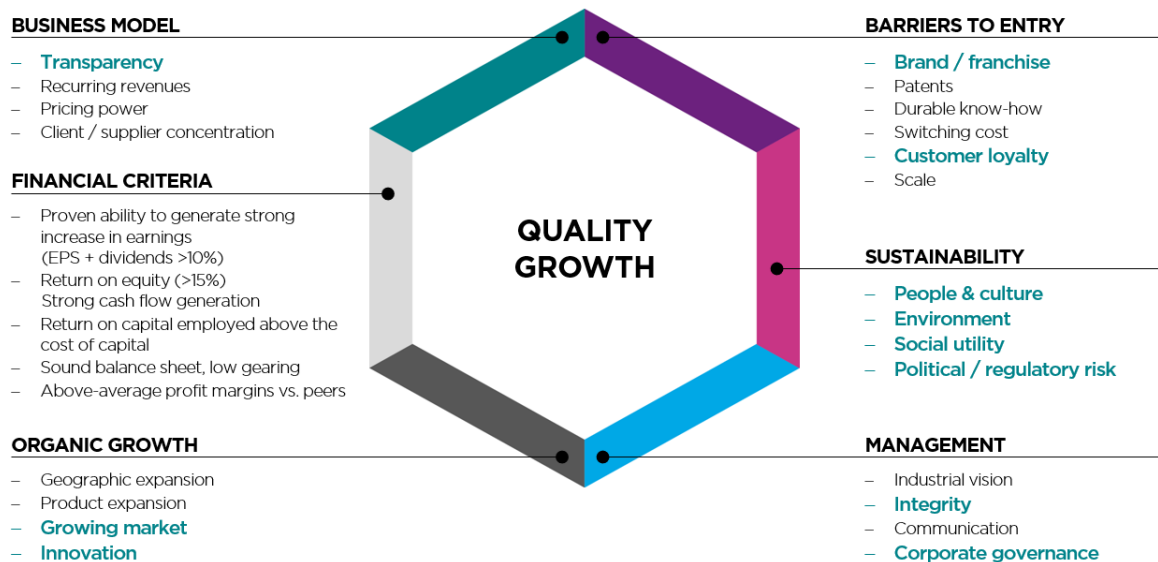 BUSINESS MODEL
– Transparency
– Recurring revenues
– Pricing power
– Client / supplier concentration
FINANCIAL CRITERIA
– Proven ability to generate strong
increase in earnings
(EPS + dividends >10%)
– Return on equity (>15%)
Strong cash flow generation
– Return on capital employed above the
cost of capital
– Sound balance sheet, low gearing
– Above-average profit margins vs. peers
ORGANIC GROWTH
– Geographic expansion
– Product expansion
– Growing market
– Innovation
QUALITY
GROWTH
BARRIERS TO ENTRY
– Brand / franchise
– Patents
– Durable know-how
– Switching cost
– Customer loyalty
– Scale
SUSTAINABILITY
– People & culture
– Environment
– Social utility
– Political / regulatory risk
MANAGEMENT
– Industrial vision
– Integrity
– Communication
– Corporate governance